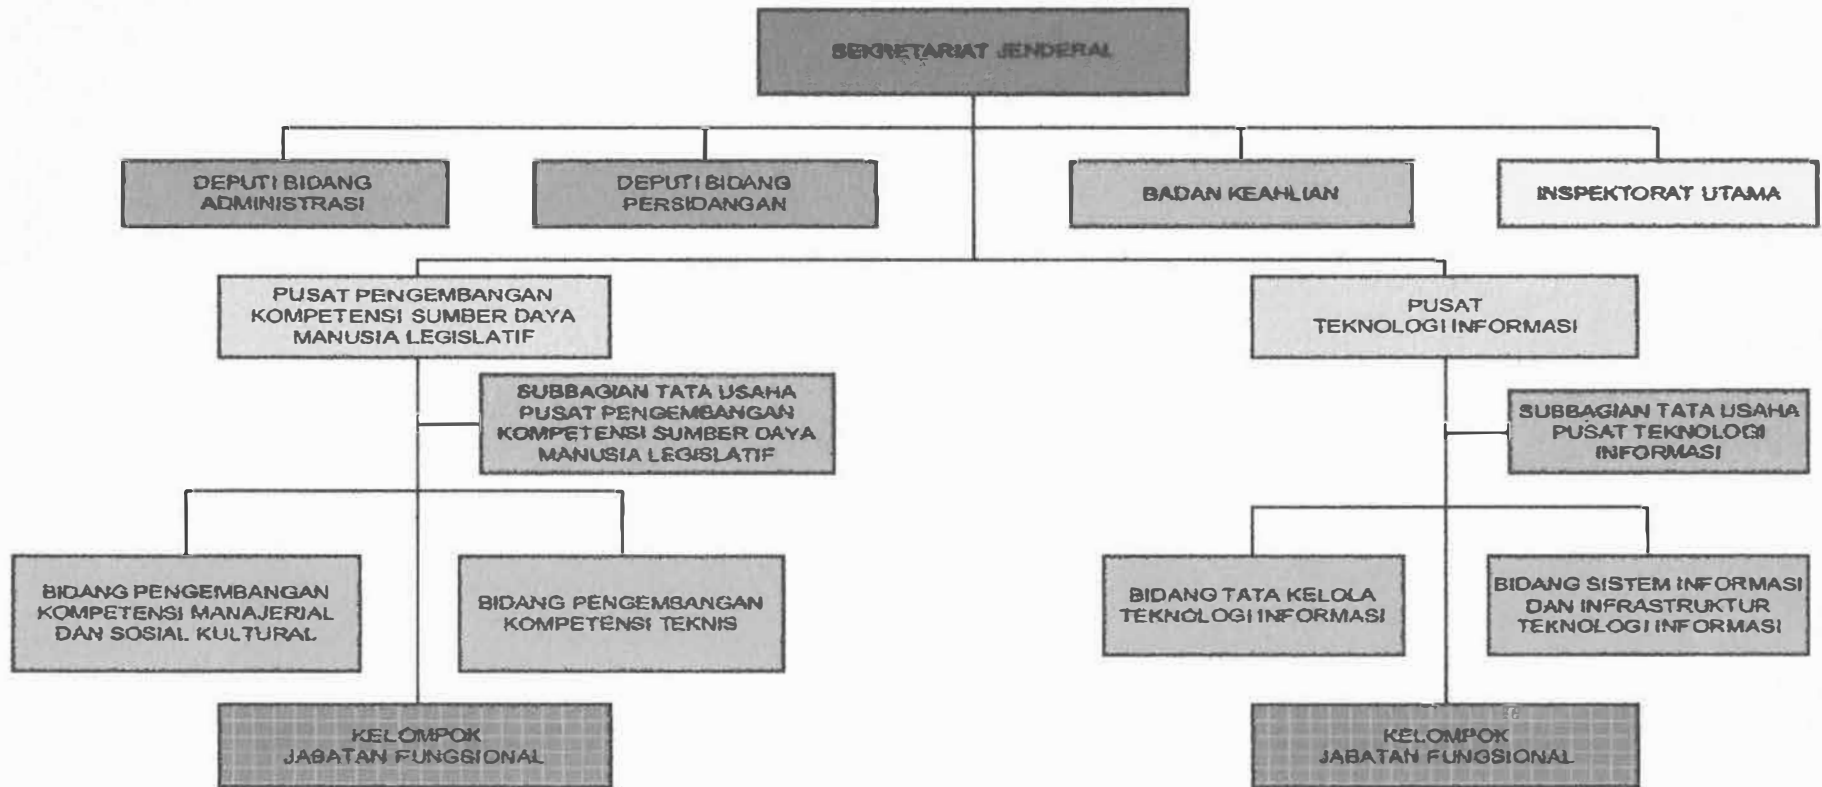 SEKRETARIAT JENDERAL
DEPUTI BIDANG
ADMINISTRASI
DEPUTI BIDANG
PERSIDANGAN
BADAN KEAHLIAN
INSPEKTORAT UTAMA
PUSAT PENGEMBANGAN
KOMPETENSI SUMBER DAYA
MANUSIA LEGISLATIF
PUSAT
TEKNOLOGI INFORMASI
SUBBAGIAN TATA USAHA
PUSAT PENGEMBANGAN
KOMPETENSI SUMBER DAYA
MANUSIA LEGISLATIF
SUBBAGIAN TATA USAHA
PUSAT TEKNOLOGI
INFORMASI
BIDANG PENGEMBANGAN
KOMPETENSI MANAJERIAL
DAN SOSIAL KULTURAL
BIDANG PENGEMBANGAN
KOMPETENSI TEKNIS
BIDANG TATA KELOLA
TEKNOLOGI INFORMASI
BIDANG SISTEM INFORMASI
DAN INFRASTRUKTUR
TEKNOLOGI INFORMASI
KELOMPOK
JABATAN FUNGSIONAL
KELOMPOK
JABATAN FUNGSIONAL